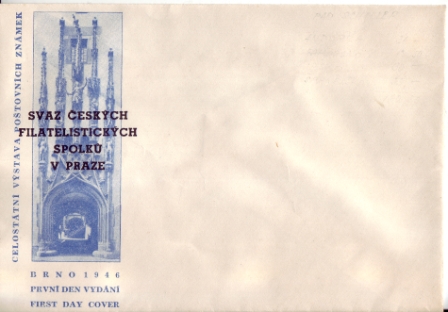 CELOSTÁTNÍ VÝSTAVA POŠTOVNÍCH ZNÁMEK
SVAZ ČESKÝCH
FILATELISTICKÝCH
SPOLKŮ
V PRAZE
BRNO 1946
PRVNÍ DEN VYDÁNÍ
FIRST DAY COVER